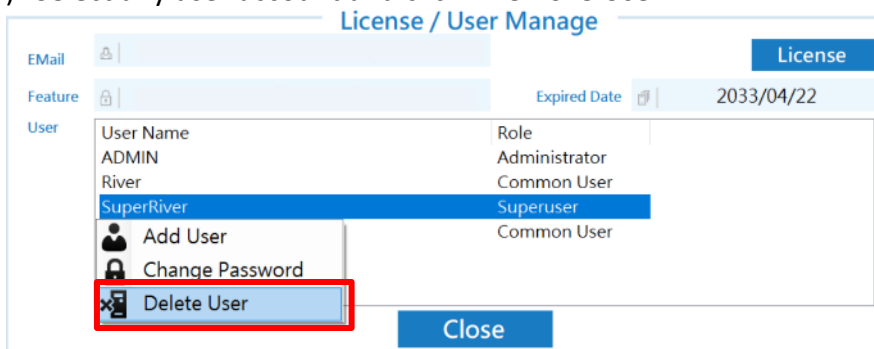 License / User Manage
EMail
License
Feature
Expired Date
2033/04/22
User
User Name Role
ADMIN Administrator
River Common User
SuperRiver Superuser
Common User
Add User
Change Password
Delete User
Close